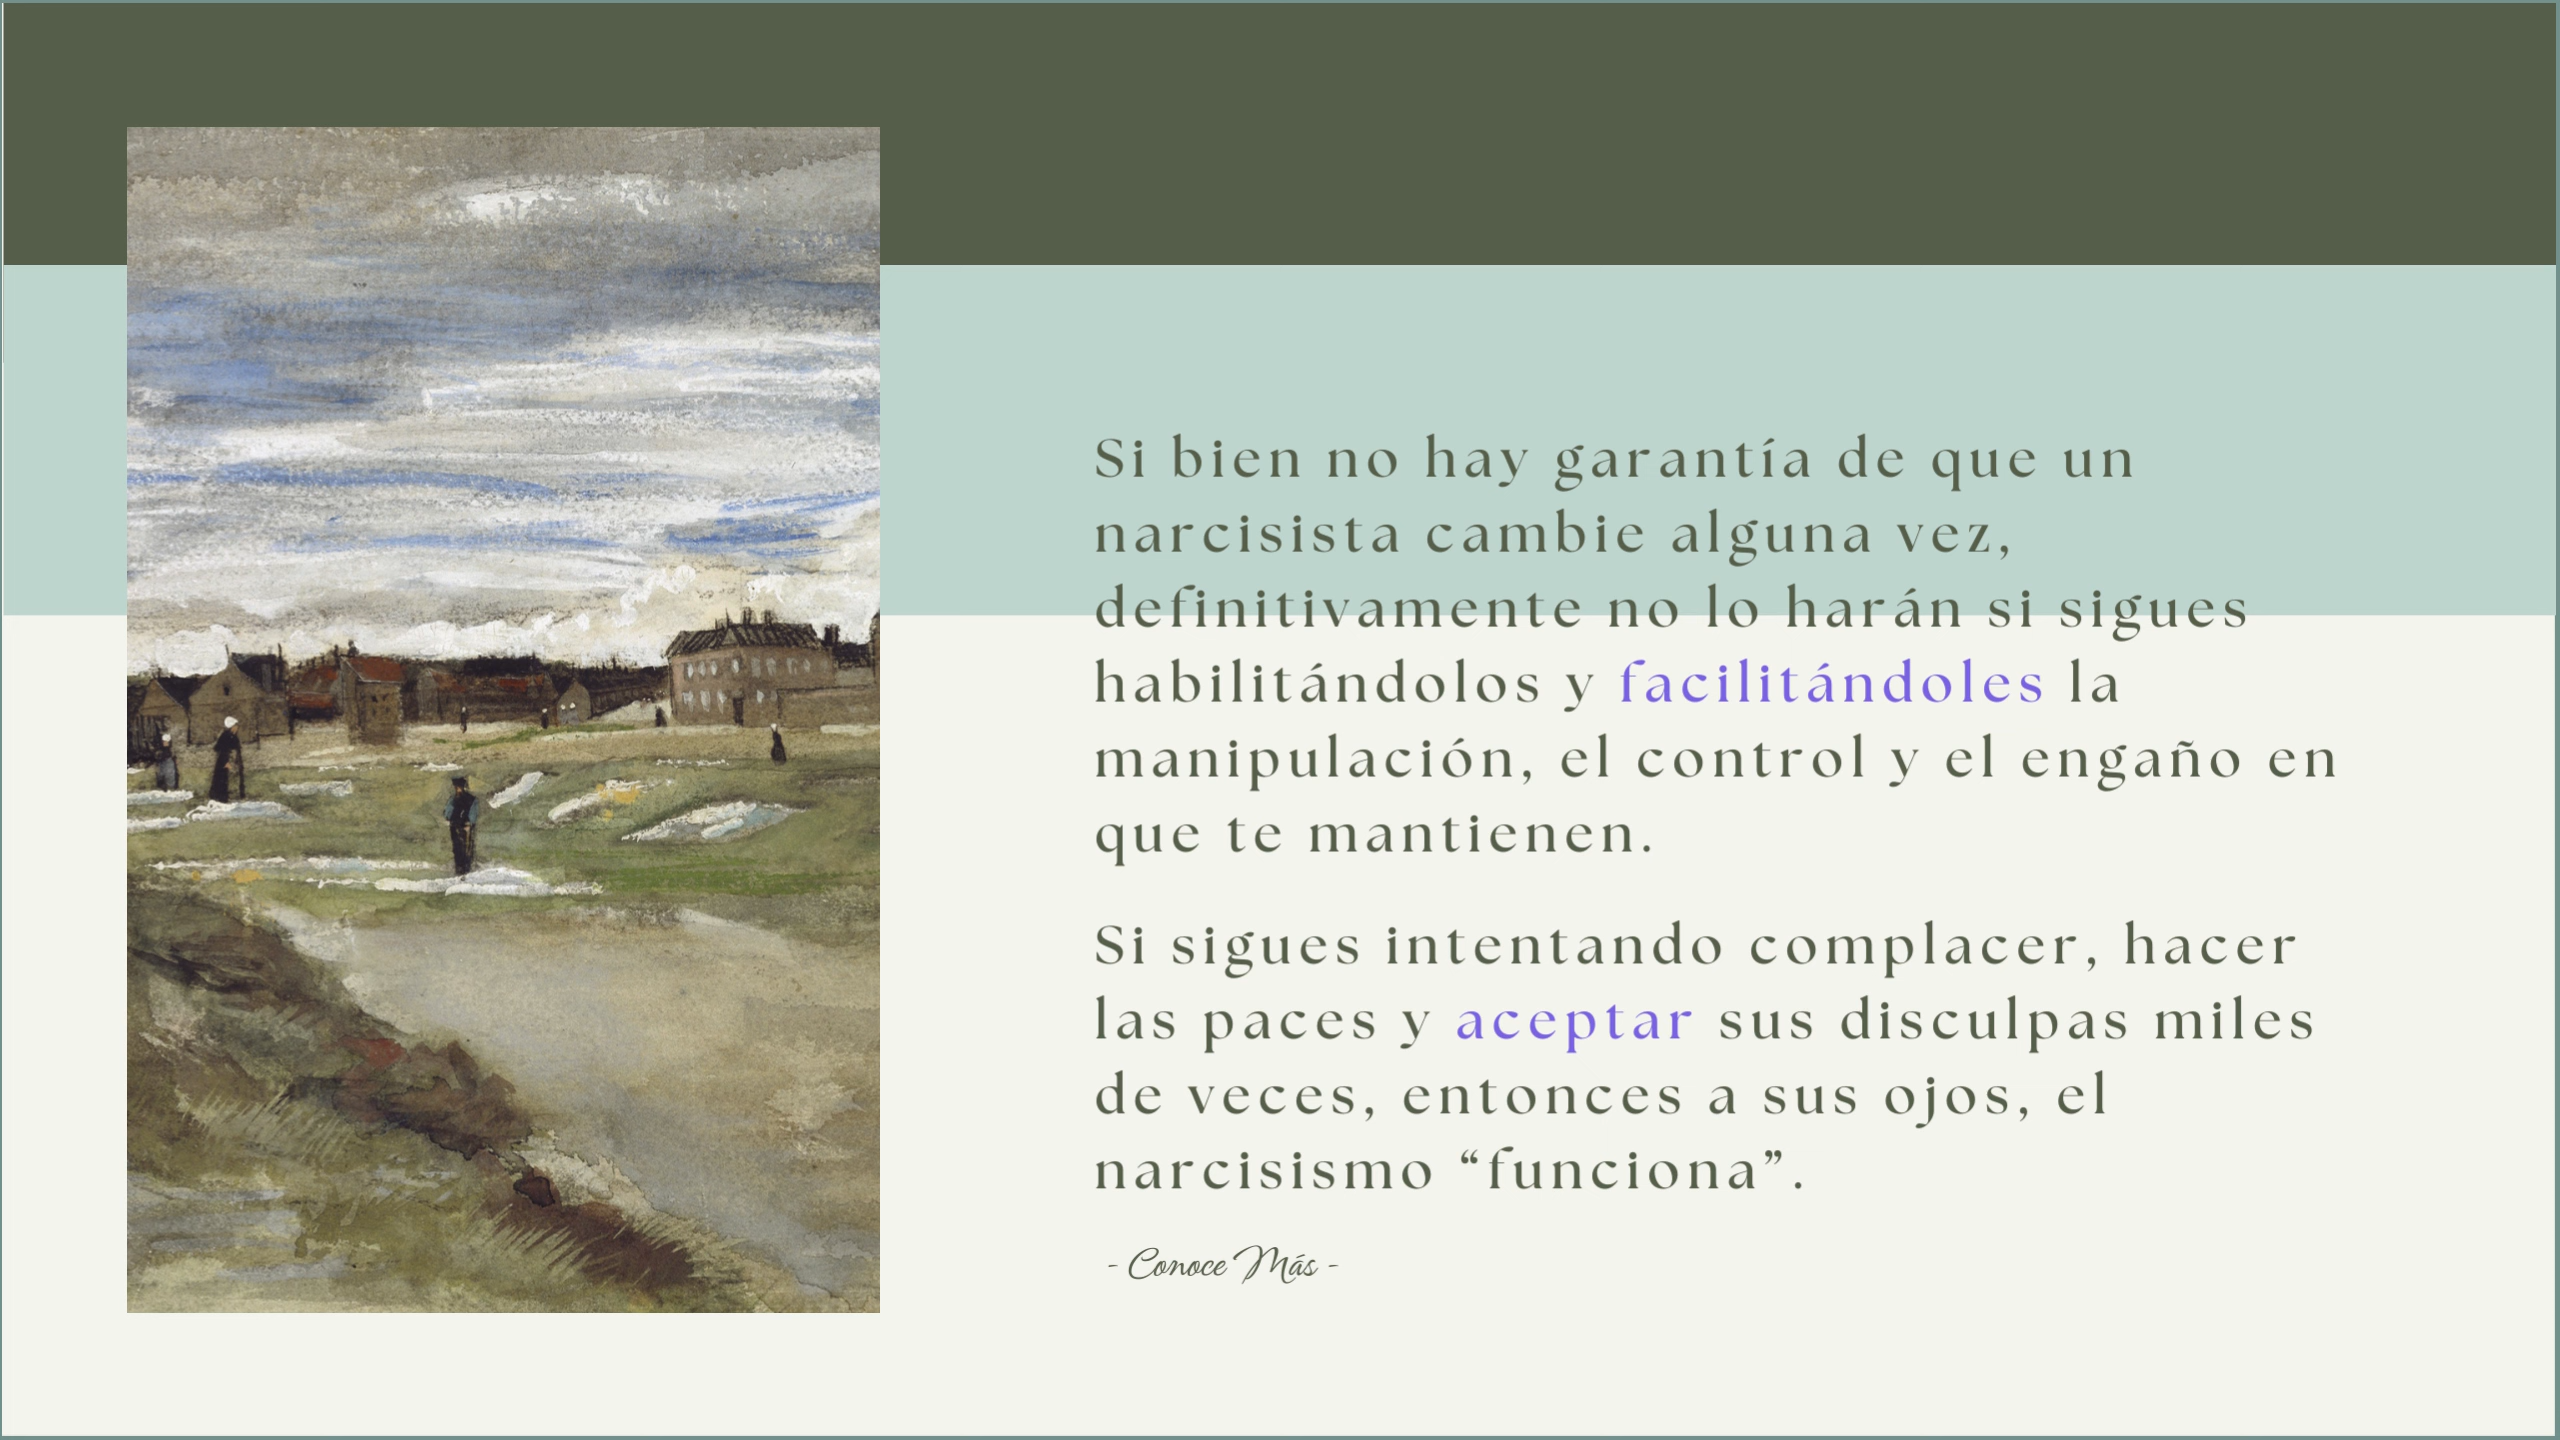 Si bien no hay garantía de que un
narcisista cambie alguna vez,
definitivamente no lo harán si sigues
habilitándolos y facilitándoles la
manipulación, el control y el engaño en
que te mantienen.
Si sigues intentando complacer, hacer
las paces y aceptar sus disculpas miles
de veces, entonces a sus ojos, el
narcisismo “funciona”.
- Conoce Más -